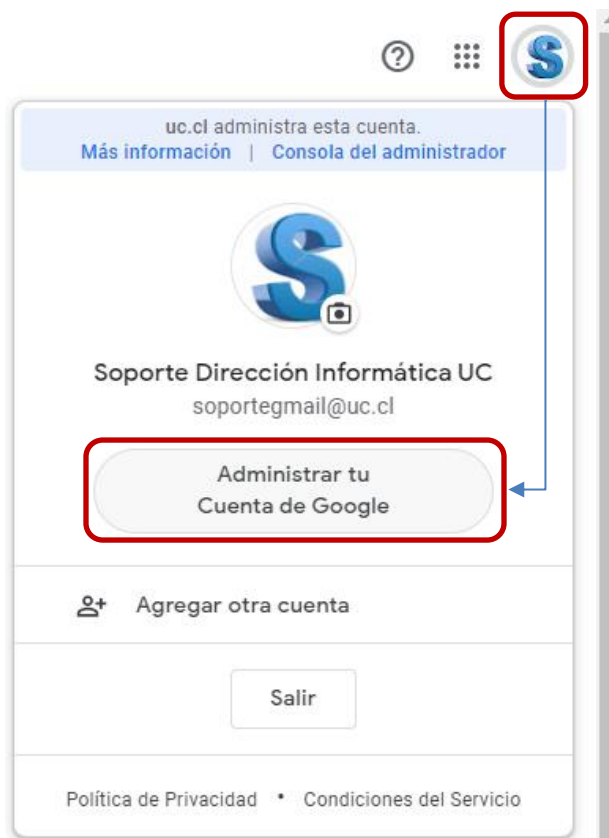 S
uc.cl administra esta cuenta.
Más información | Consola del administrador
S
Soporte Dirección Informática UC
soportegmail@uc.cl
Administrar tu
Cuenta de Google
Agregar otra cuenta
Salir
Política de Privacidad • Condiciones del Servicio